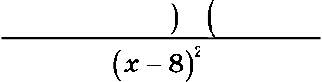 ) (
(x - 8)²